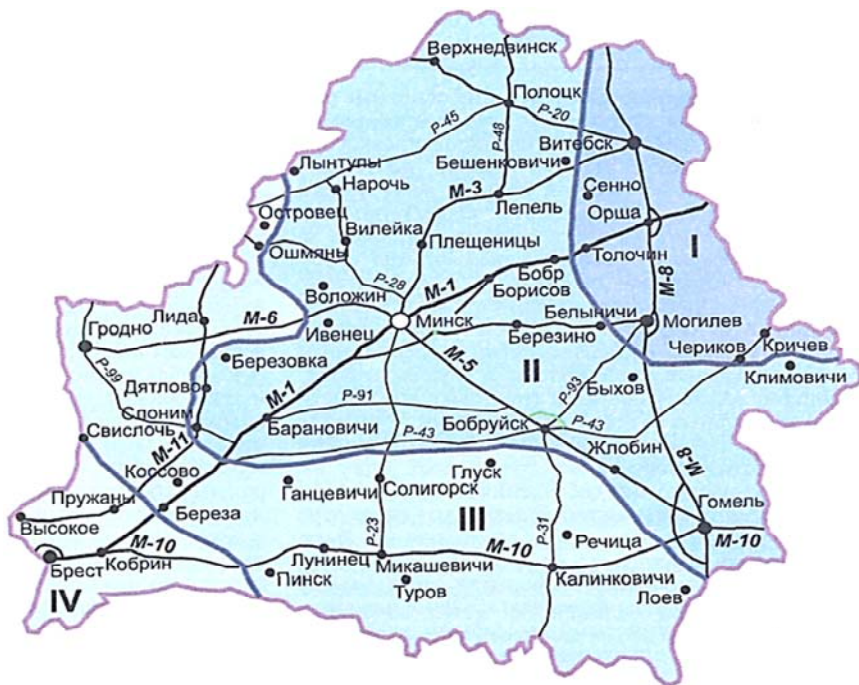 Верхнедвинск
Полоцк
Р-45
Р-48
Р-20
Витебск
Бешенковичи
Лынтупы
Нарочь
М-3
Сенно
Лепель
Орша
Островец
Вилейка
Плещеницы
I
Ошмяны
Толочин
Бобр
М-8
Р-28
М-1
Борисов
Воложин
Лида
М-6
Минск
Белыничи
Могилев
Гродно
Ивенец
Березино
Кричев
Березовка
Чериков
II
М-5
Климовичи
Р-99
Дятлово
М-1
Р-91
Р-93
Быхов
Слоним
Барановичи
Бобруйск
Р-43
Свислочь
М-11
Р-43
Жлобин
М-8
Коссово
Глуск
Ганцевичи
Солигорск
Пружаны
Гомель
Высокое
Береза
III
Р-23
Р-31
Речица
М-10
М-10
Лунинец
М-10
Брест
Кобрин
Пинск
Микашевичи
Калинковичи
Туров
Лоев
IV